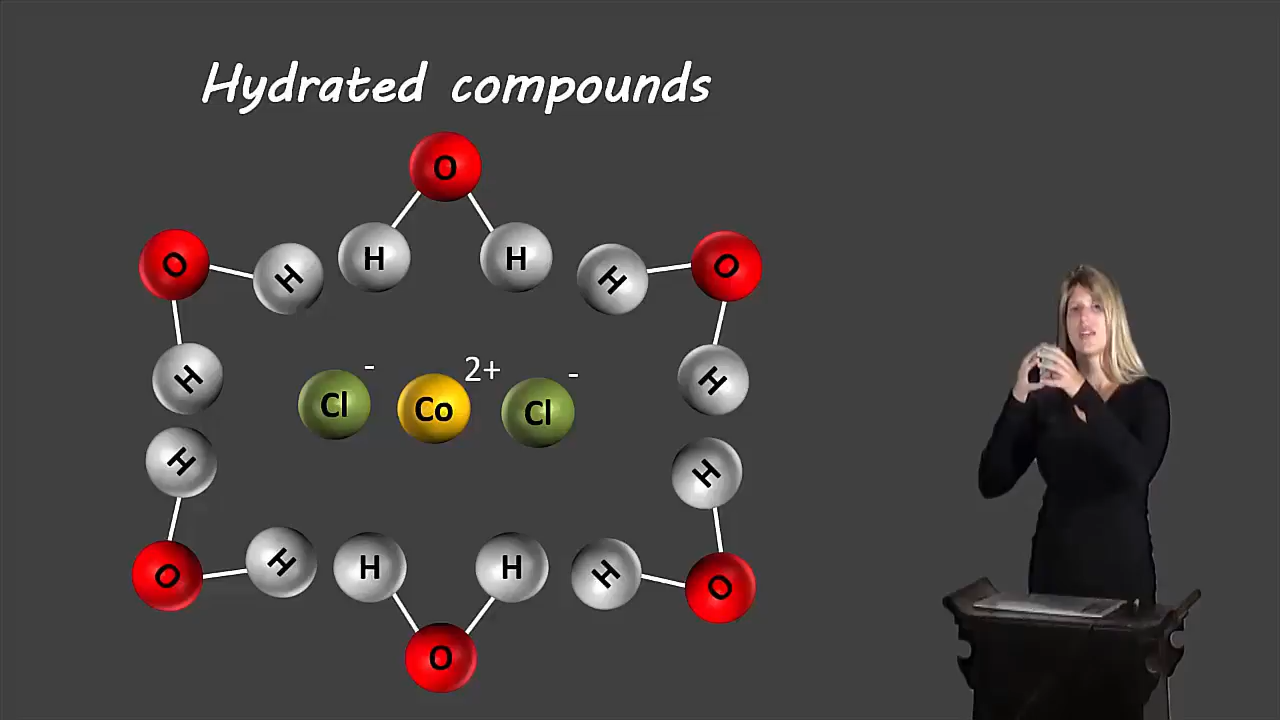 Hydrated compounds
O
O H H H H O
H H
Cl - Co 2+ Cl -
H H
O H H H H O
O